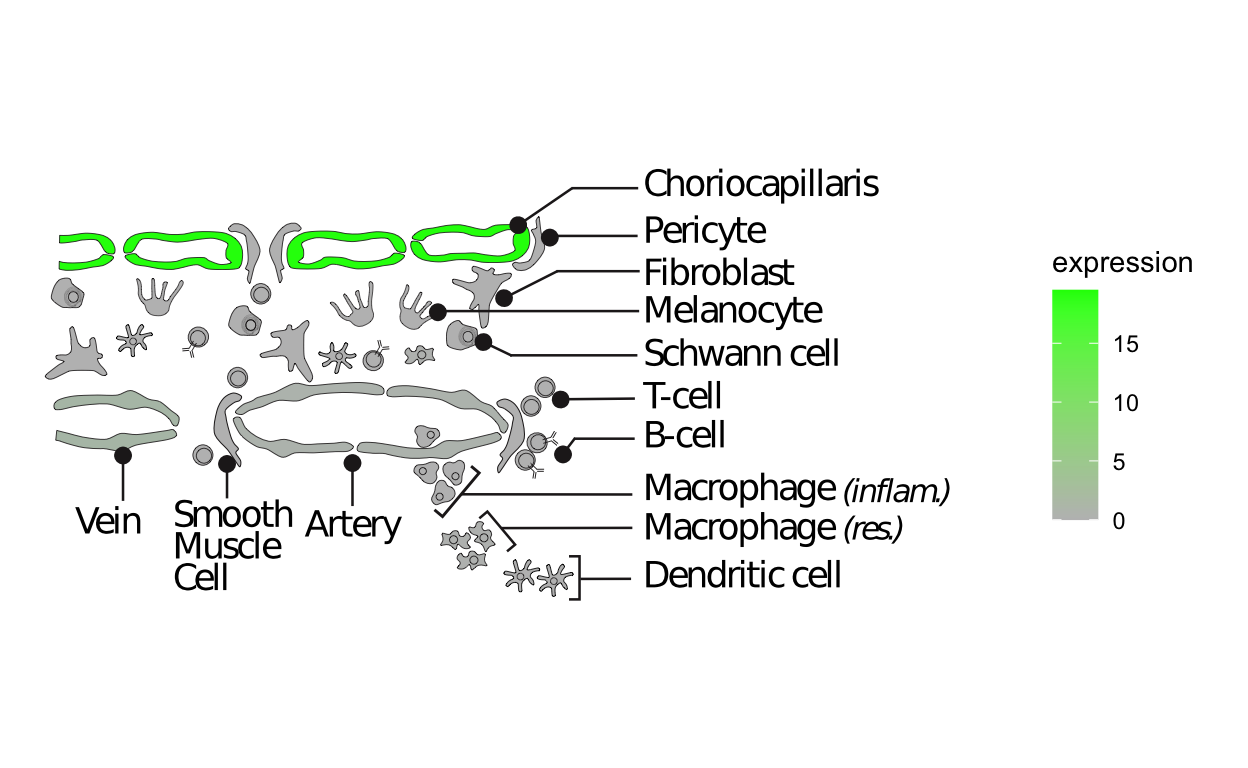 Choriocapillaris
Pericyte
Fibroblast
Melanocyte
Schwann cell
T-cell
B-cell
Macrophage (inflam.)
Macrophage (res.)
Dendritic cell
Vein
Smooth
Muscle
Cell
Artery
expression
15
10
5
0